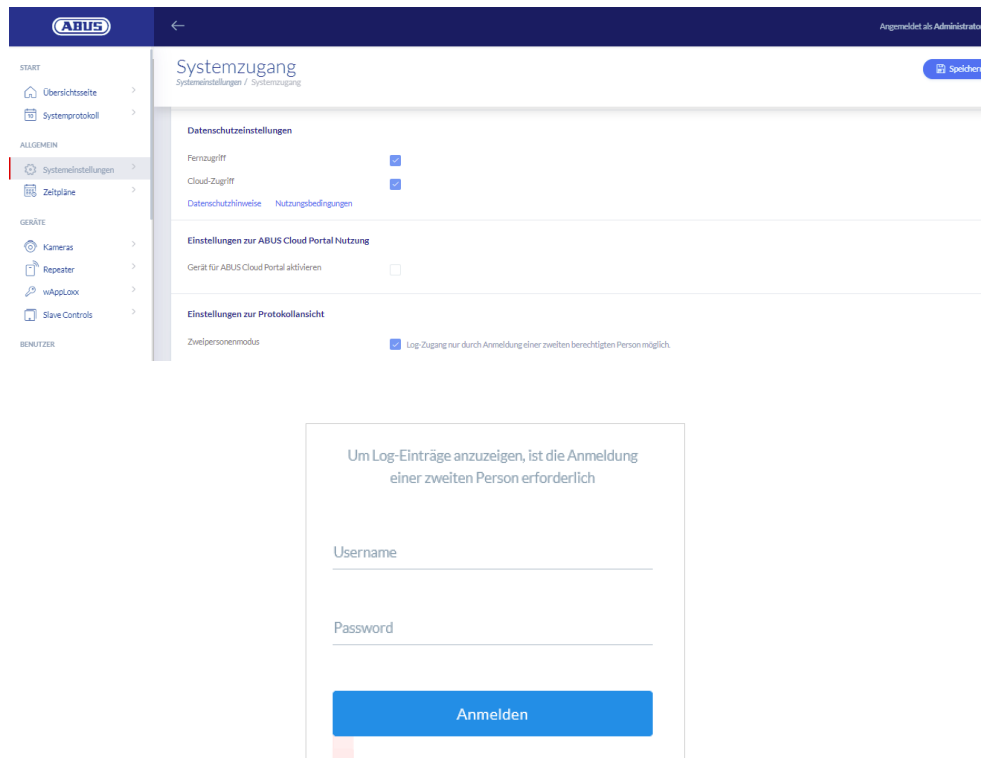 ABUS
Angemeldet als Administrator
START
Übersichtsseite
Systemprotokoll
ALLGEMEIN
Systemeinstellungen
Zeitpläne
GERÄTE
Kameras
Repeater
wAppLoxx
Slave Controls
BENUTZER
Systemzugang
Speichern
Systemeinstellungen / Systemzugang
Datenschutzeinstellungen
Fernzugriff
Cloud-Zugriff
Datenschutzhinweise Nutzungsbedingungen
Einstellungen zur ABUS Cloud Portal Nutzung
Gerät für ABUS Cloud Portal aktivieren
Einstellungen zur Protokollansicht
Zweipersonenmodus Log-Zugang nur durch Anmeldung einer zweiten berechtigten Person möglich.
Um Log-Einträge anzuzeigen, ist die Anmeldung
einer zweiten Person erforderlich
Username
Password
Anmelden